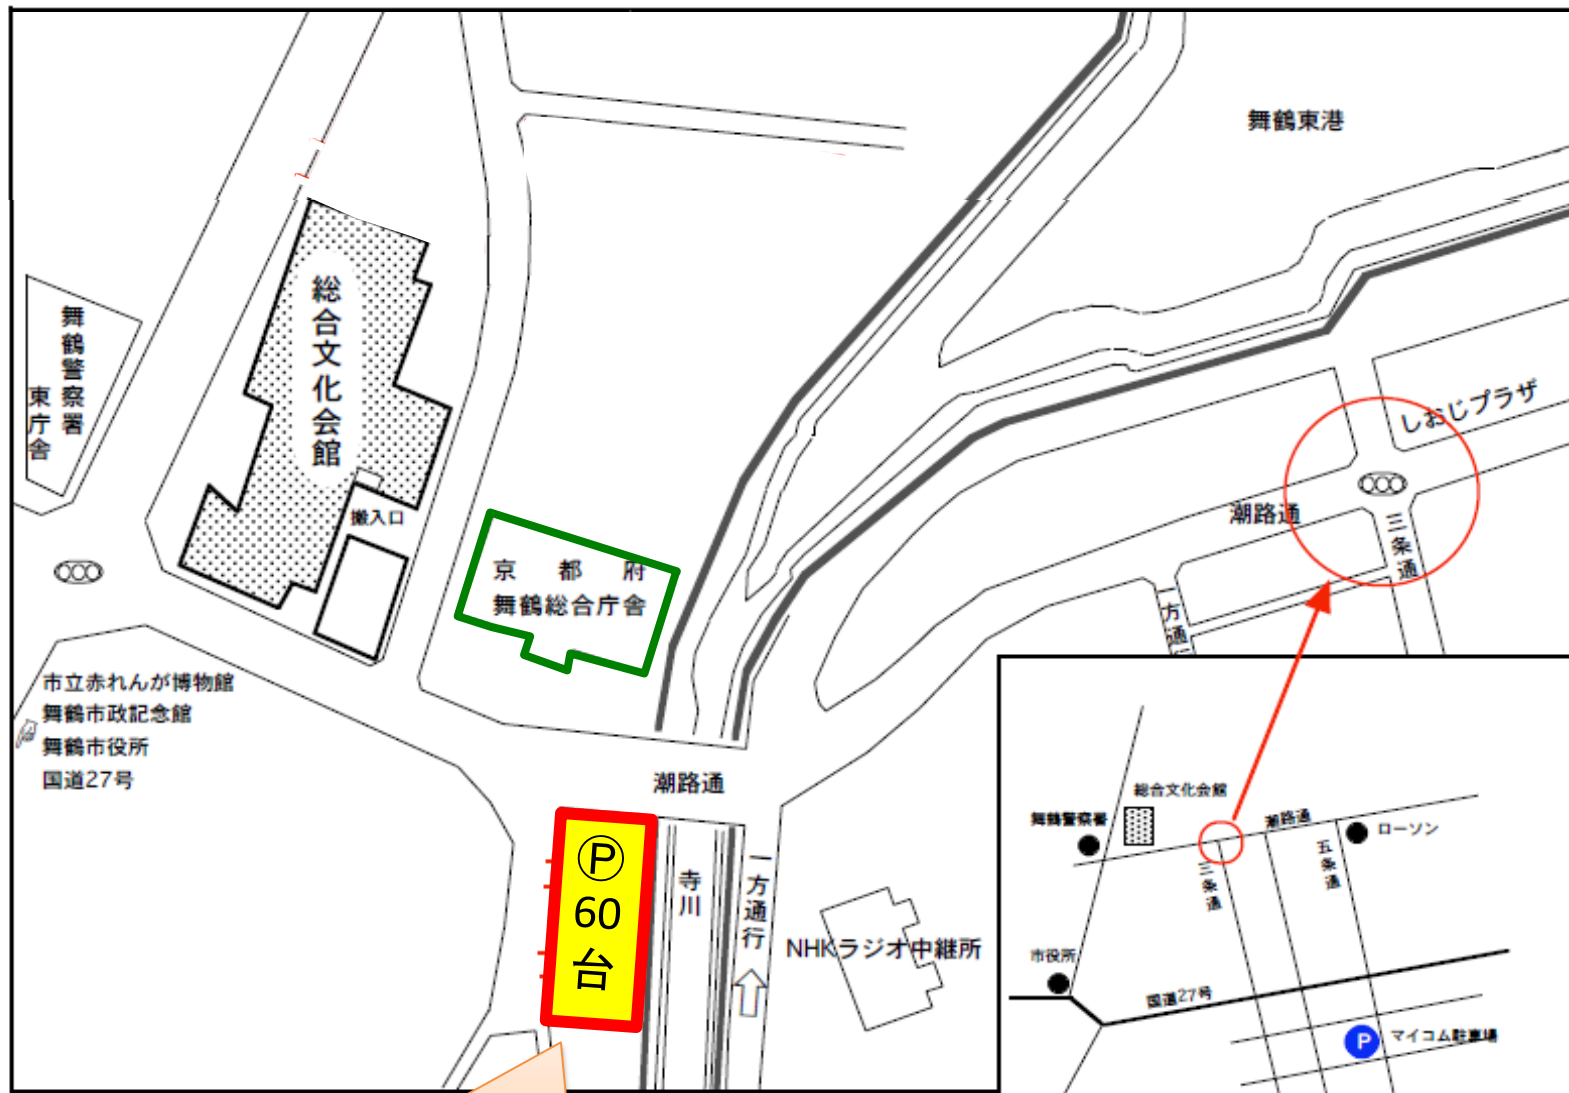 舞鶴東港
総合文化会館
舞鶴警察署
東庁舎
搬入口
京都府
舞鶴総合庁舎
しおじプラザ
潮路通
三条通
一方通
市立赤れんが博物館
舞鶴市政記念館
舞鶴市役所
国道27号
潮路通
Ⓟ
60
台
寺川
一方通行
NHKラジオ中継所
総合文化会館
舞鶴警察署
潮路通
ローソン
三条通
五条通
市役所
国道27号
P
マイコム駐車場